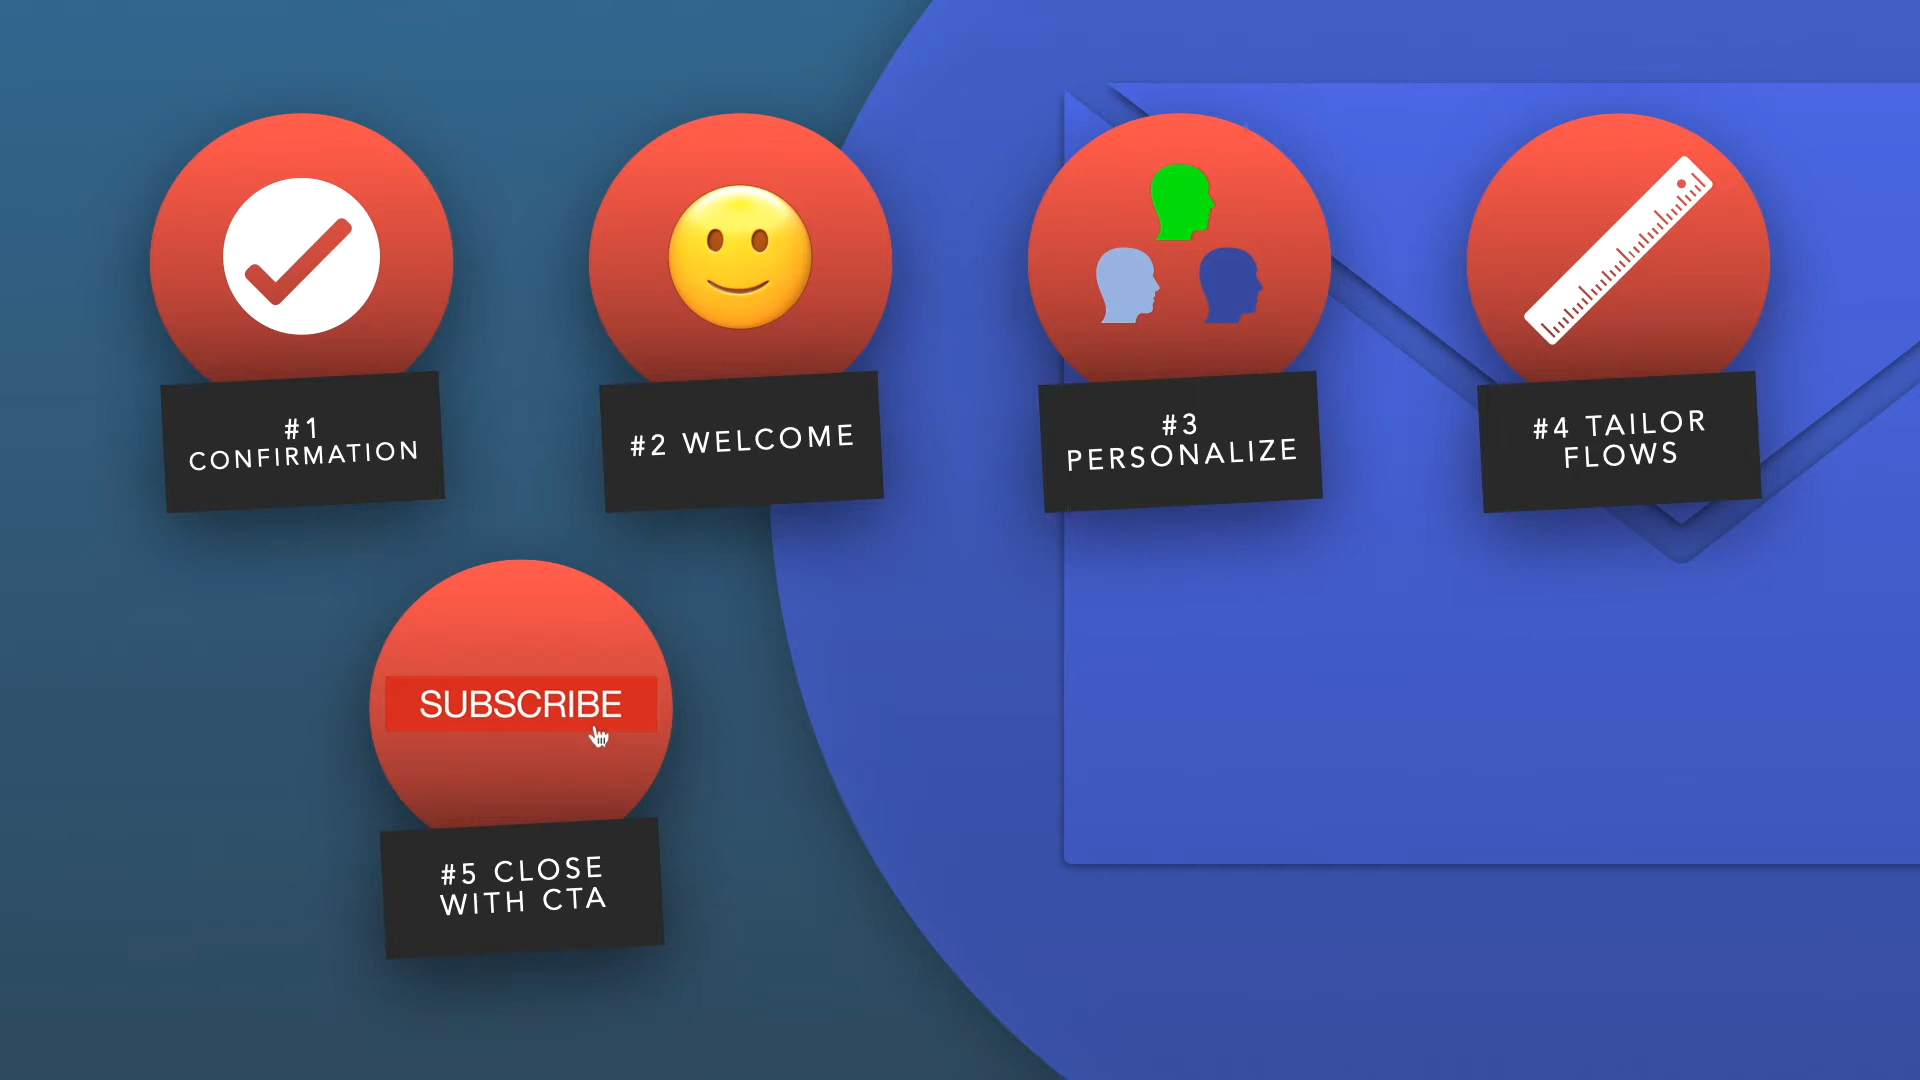 #1
CONFIRMATION
#2 WELCOME
#3
PERSONALIZE
#4 TAILOR
FLOWS
SUBSCRIBE
#5 CLOSE
WITH CTA